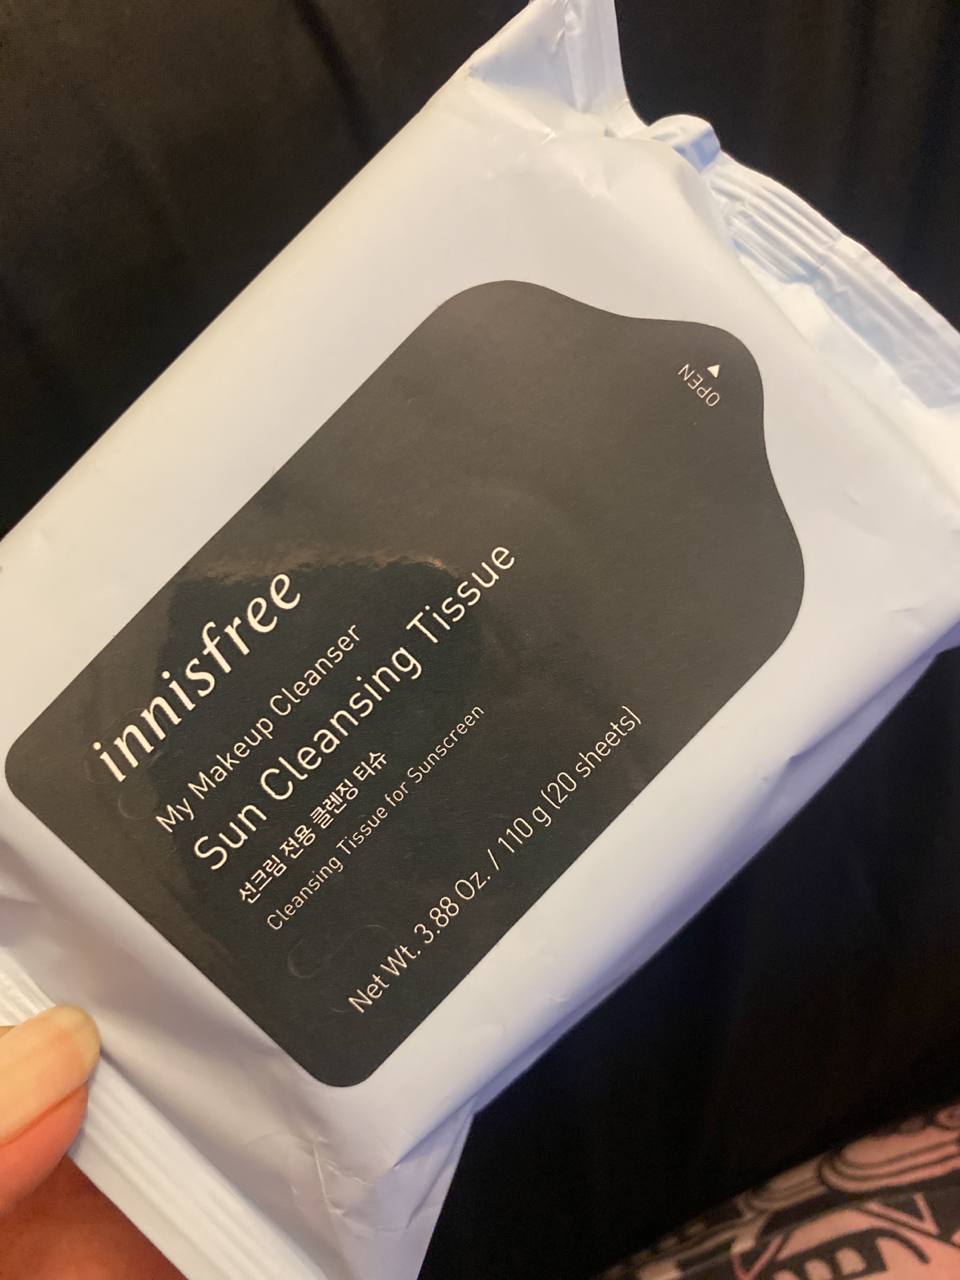 OPEN
innisfree
My Makeup Cleanser
Sun Cleansing Tissue
선크림 전용 클렌징 티슈
Cleansing Tissue for Sunscreen
Net Wt. 3.88 Oz. / 110 g (20 sheets)